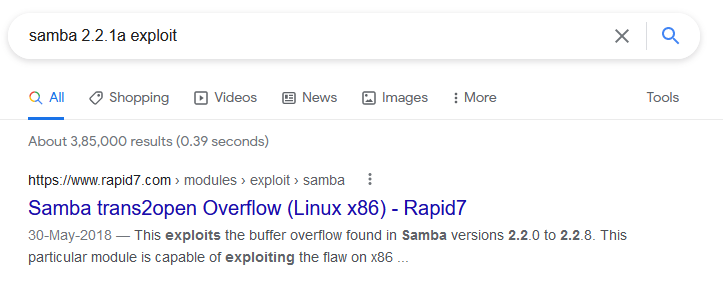 samba 2.2.1a exploit
All Shopping Videos News Images More Tools
About 3,85,000 results (0.39 seconds)
https://www.rapid7.com › modules › exploit › samba
Samba trans2open Overflow (Linux x86) - Rapid7
30-May-2018 — This exploits the buffer overflow found in Samba versions 2.2.0 to 2.2.8. This
particular module is capable of exploiting the flaw on x86 ...